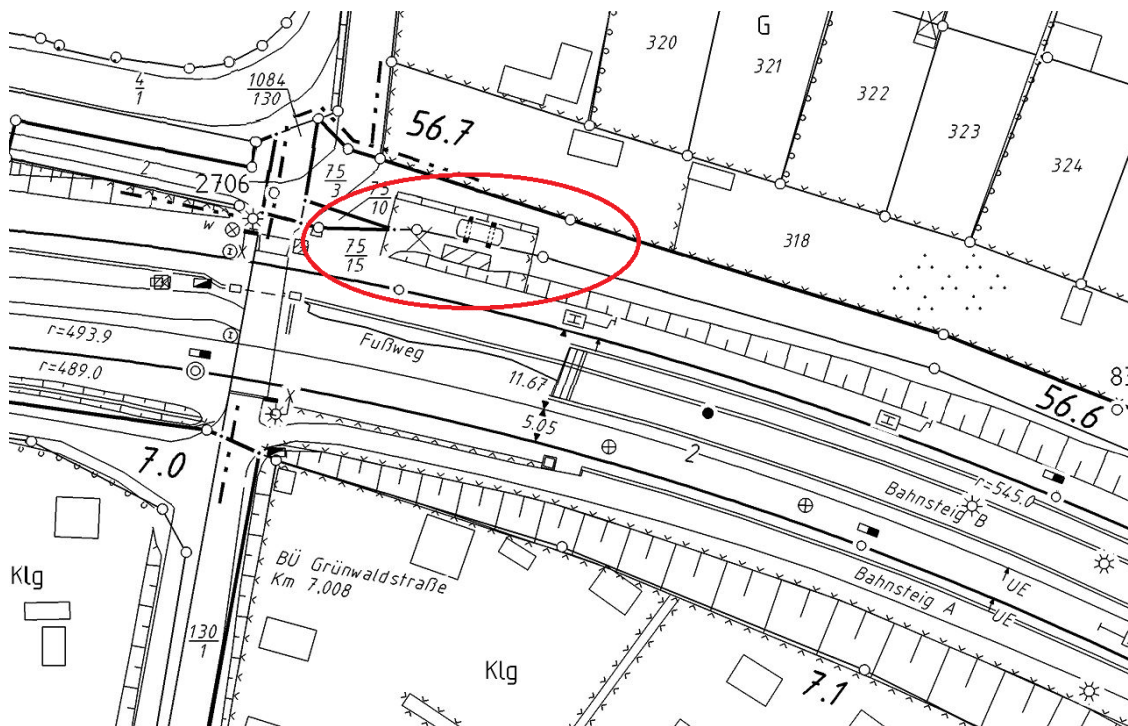 320
G
321
322
323
324
4
1
1084
130
56.7
2
2706
75
3
75
10
318
w
75
15
H
I
I
r=493.9
Fußweg
r=489.0
11.67
H
56.6
83
5.05
2
7.0
r=545.0
Bahnsteig B
BÜ Grünwaldstraße
Km 7.008
Bahnsteig A
UE
UE
Klg
130
1
Klg
7.1